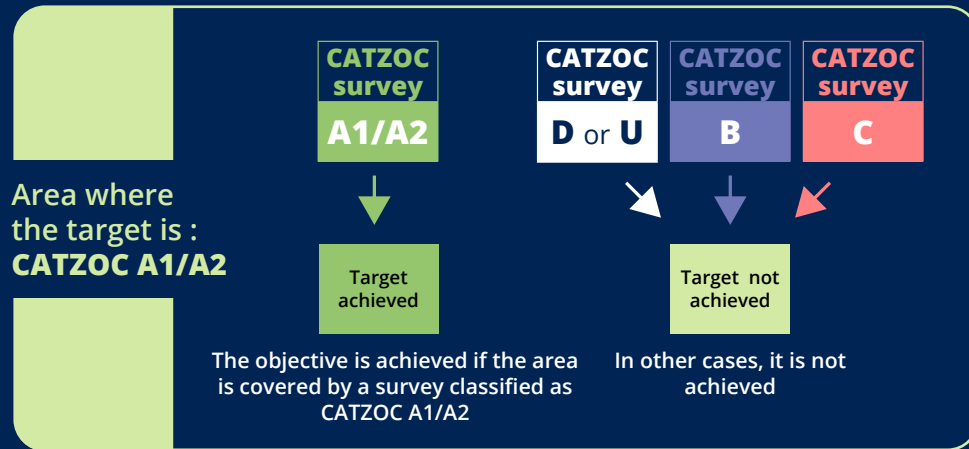 Area where
the target is :
CATZOC A1/A2
CATZOC
survey
A1/A2
Target
achieved
The objective is achieved if the area
is covered by a survey classified as
CATZOC A1/A2
CATZOC
survey
D or U
CATZOC
survey
B
CATZOC
survey
C
Target not
achieved
In other cases, it is not
achieved